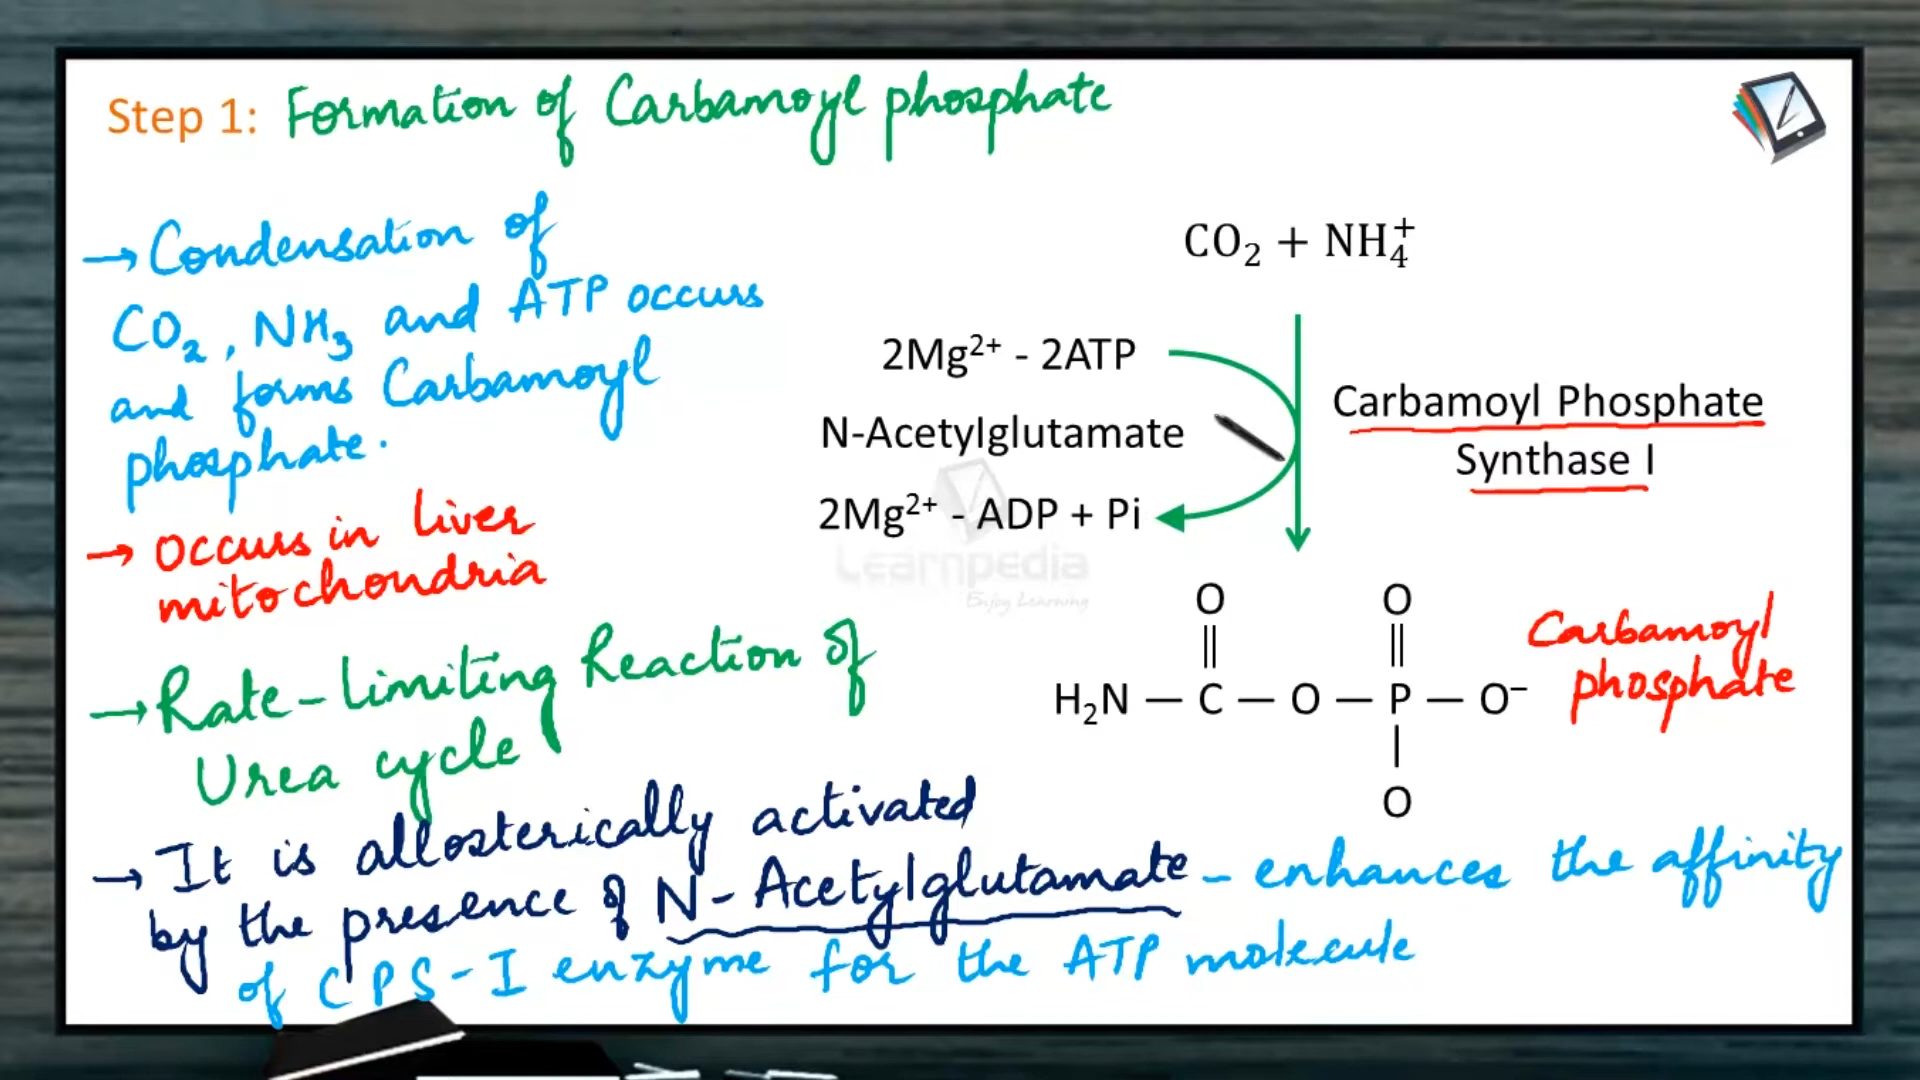 Step 1: Formation of Carbamoyl phosphate
→ Condensation of
CO₂, NH₃ and ATP occurs
and forms Carbamoyl
phosphate.
→ Occurs in liver
mitochondria
→ Rate-limiting Reaction of
Urea cycle
→ It is allosterically activated
by the presence of N-Acetylglutamate - enhances the affinity
of CPS-I enzyme for the ATP molecule
CO₂ + NH₄⁺
2Mg²⁺ - 2ATP
N-Acetylglutamate
2Mg²⁺ - ADP + Pi
Carbamoyl Phosphate
Synthase I
Learnpedia
Enjoy Learning
O O
|| ||
H₂N — C — O — P — O⁻
|
O
Carbamoyl
phosphate